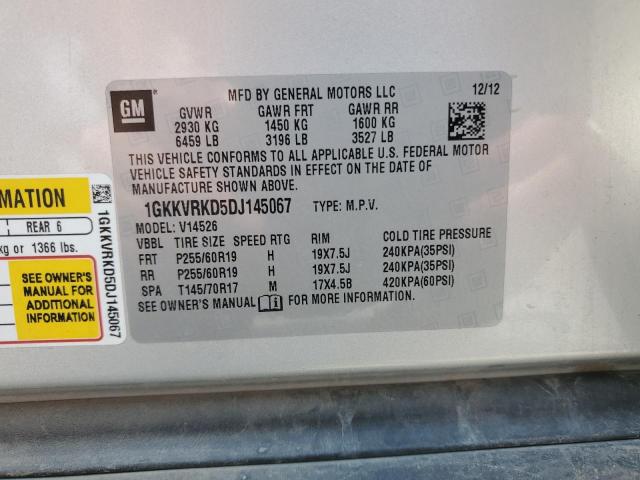 GM
MFD BY GENERAL MOTORS LLC 12/12
GVWR GAWR FRT GAWR RR
2930 KG 1450 KG 1600 KG
6459 LB 3196 LB 3527 LB
THIS VEHICLE CONFORMS TO ALL APPLICABLE U.S. FEDERAL MOTOR
VEHICLE SAFETY STANDARDS IN EFFECT ON THE DATE OF
MANUFACTURE SHOWN ABOVE.
1GKKVRKD5DJ145067 TYPE: M.P.V.
MODEL: V14526
VBBL TIRE SIZE SPEED RTG RIM COLD TIRE PRESSURE
FRT P255/60R19 H 19X7.5J 240KPA(35PSI)
RR P255/60R19 H 19X7.5J 240KPA(35PSI)
SPA T145/70R17 M 17X4.5B 420KPA(60PSI)
SEE OWNER'S MANUAL FOR MORE INFORMATION.
RMATION
REAR 6
kg or 1366 lbs.
SEE OWNER'S
MANUAL FOR
ADDITIONAL
INFORMATION
1GKKVRKD5DJ145067